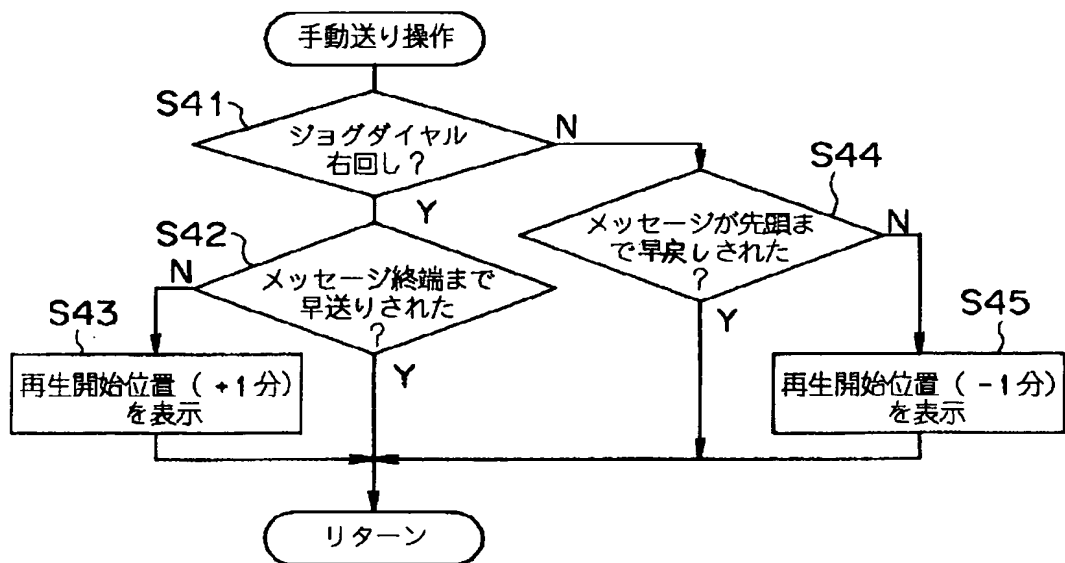 手動送り操作
S41
ジョグダイヤル
右回し？
N
Y
S44
メッセージが先頭ま
で早戻しされた
？
N
Y
S42
メッセージ終端まで
早送りされた
？
N
Y
S43
再生開始位置（+1分）
を表示
S45
再生開始位置（-1分）
を表示
リターン